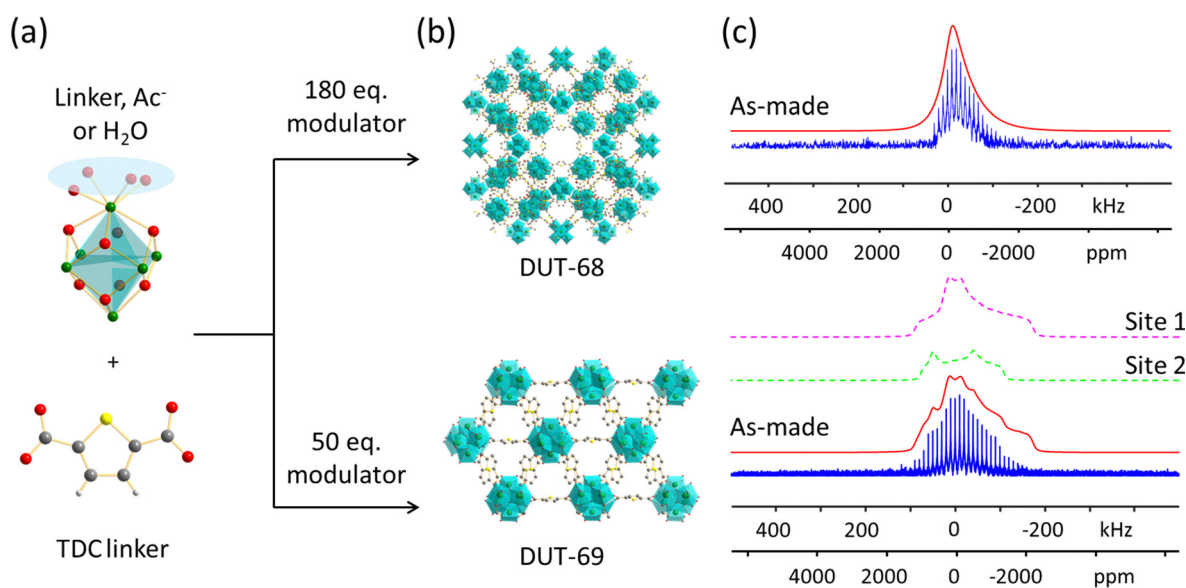 (a)
Linker, Ac⁻
or H₂O
+
TDC linker
180 eq.
modulator
50 eq.
modulator
(b)
DUT-68
DUT-69
(c)
As-made
400 200 0 -200 kHz
4000 2000 0 -2000 ppm
Site 1
Site 2
As-made
400 200 0 -200 kHz
4000 2000 0 -2000 ppm